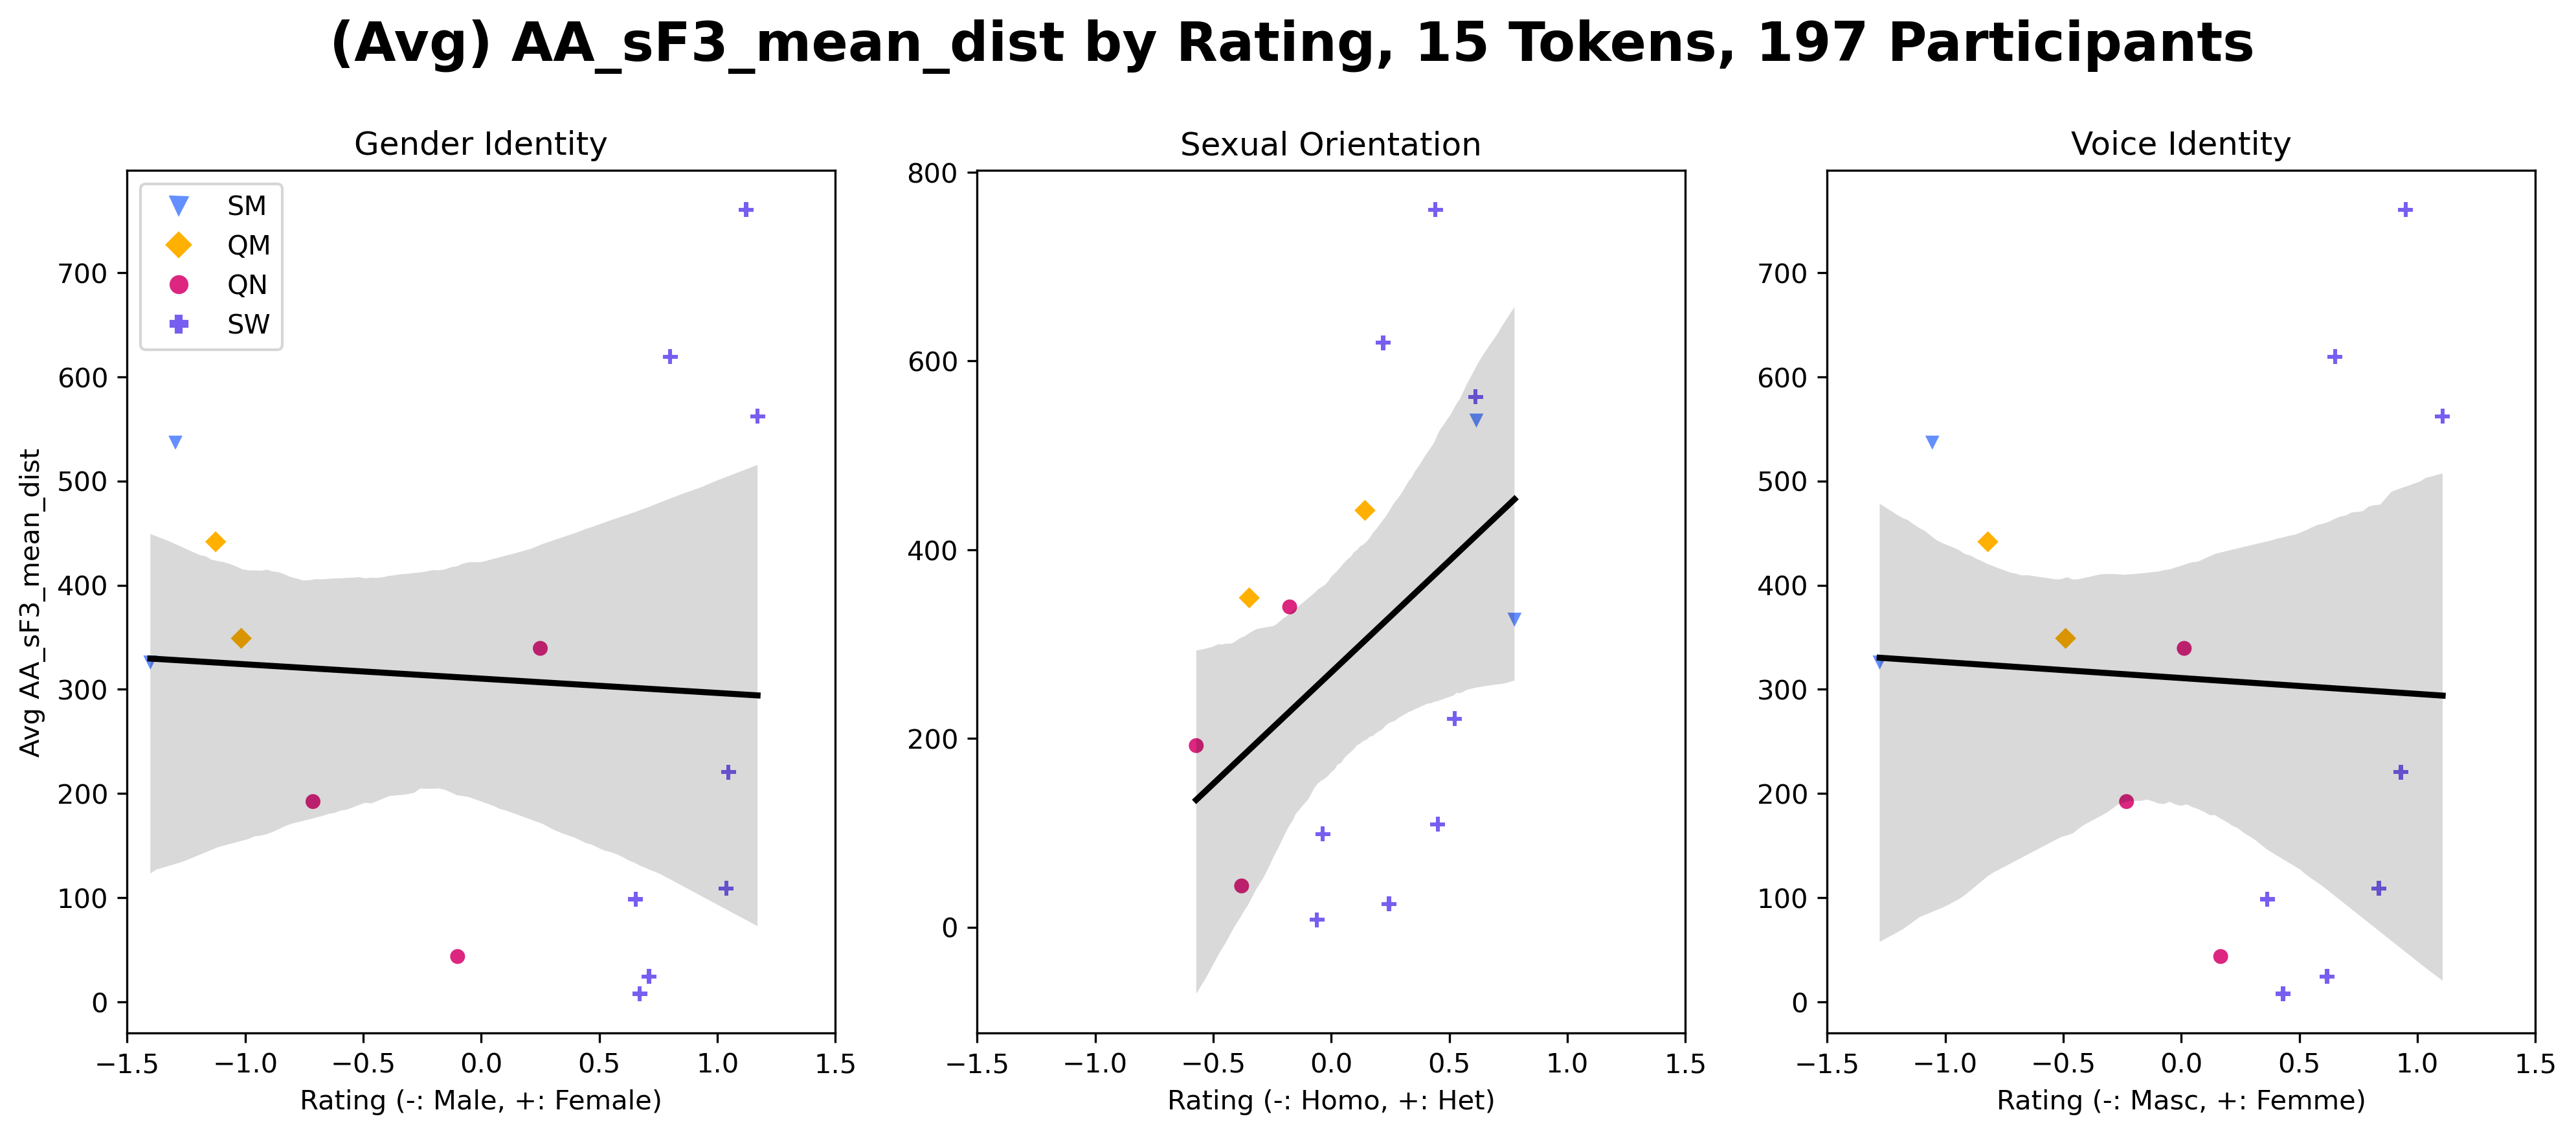 (Avg) AA_sF3_mean_dist by Rating, 15 Tokens, 197 Participants
Gender Identity
Avg AA_sF3_mean_dist
700
600
500
400
300
200
100
0
SM
QM
QN
SW
−1.5 −1.0 −0.5 0.0 0.5 1.0 1.5
Rating (-: Male, +: Female)
Sexual Orientation
800
600
400
200
0
−1.5 −1.0 −0.5 0.0 0.5 1.0 1.5
Rating (-: Homo, +: Het)
Voice Identity
700
600
500
400
300
200
100
0
−1.5 −1.0 −0.5 0.0 0.5 1.0 1.5
Rating (-: Masc, +: Femme)